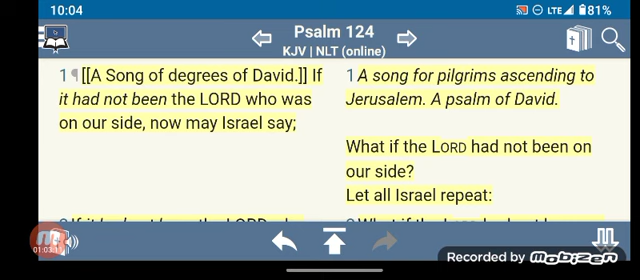 10:04
LTE 81%
Psalm 124
KJV | NLT (online)
1 ¶ [[A Song of degrees of David.]] If
it had not been the LORD who was
on our side, now may Israel say;
1 A song for pilgrims ascending to
Jerusalem. A psalm of David.
What if the LORD had not been on
our side?
Let all Israel repeat:
Recorded by MOBIZEN